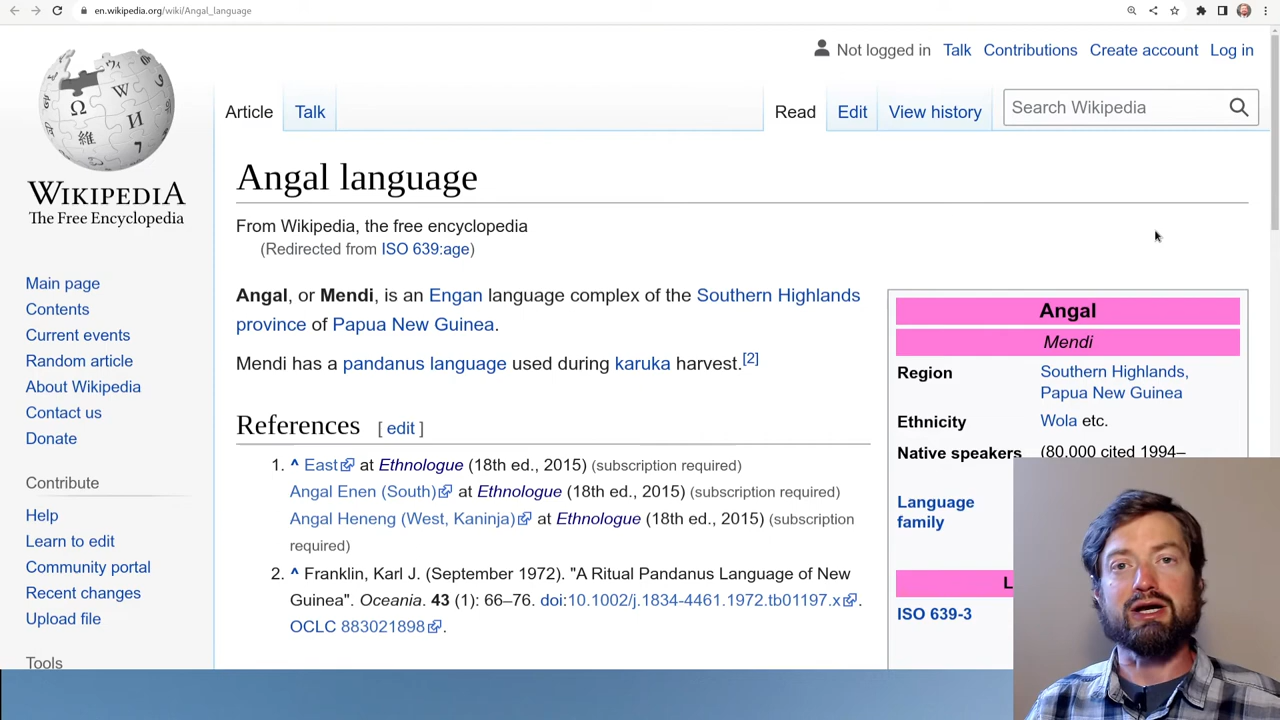 en.wikipedia.org/wiki/Angal_language
Not logged in Talk Contributions Create account Log in
Article Talk Read Edit View history Search Wikipedia
WIKIPEDIA
The Free Encyclopedia
Main page
Contents
Current events
Random article
About Wikipedia
Contact us
Donate
Contribute
Help
Learn to edit
Community portal
Recent changes
Upload file
Tools
Angal language
From Wikipedia, the free encyclopedia
(Redirected from ISO 639:age)
Angal, or Mendi, is an Engan language complex of the Southern Highlands
province of Papua New Guinea.
Mendi has a pandanus language used during karuka harvest.[2]
References [ edit ]
1. ^ East at Ethnologue (18th ed., 2015) (subscription required)
Angal Enen (South) at Ethnologue (18th ed., 2015) (subscription required)
Angal Heneng (West, Kaninja) at Ethnologue (18th ed., 2015) (subscription
required)
2. ^ Franklin, Karl J. (September 1972). "A Ritual Pandanus Language of New
Guinea". Oceania. 43 (1): 66–76. doi:10.1002/j.1834-4461.1972.tb01197.x.
OCLC 883021898.
Angal
Mendi
Region Southern Highlands,
Papua New Guinea
Ethnicity Wola etc.
Native speakers (80,000 cited 1994–
Language
family
L
ISO 639-3